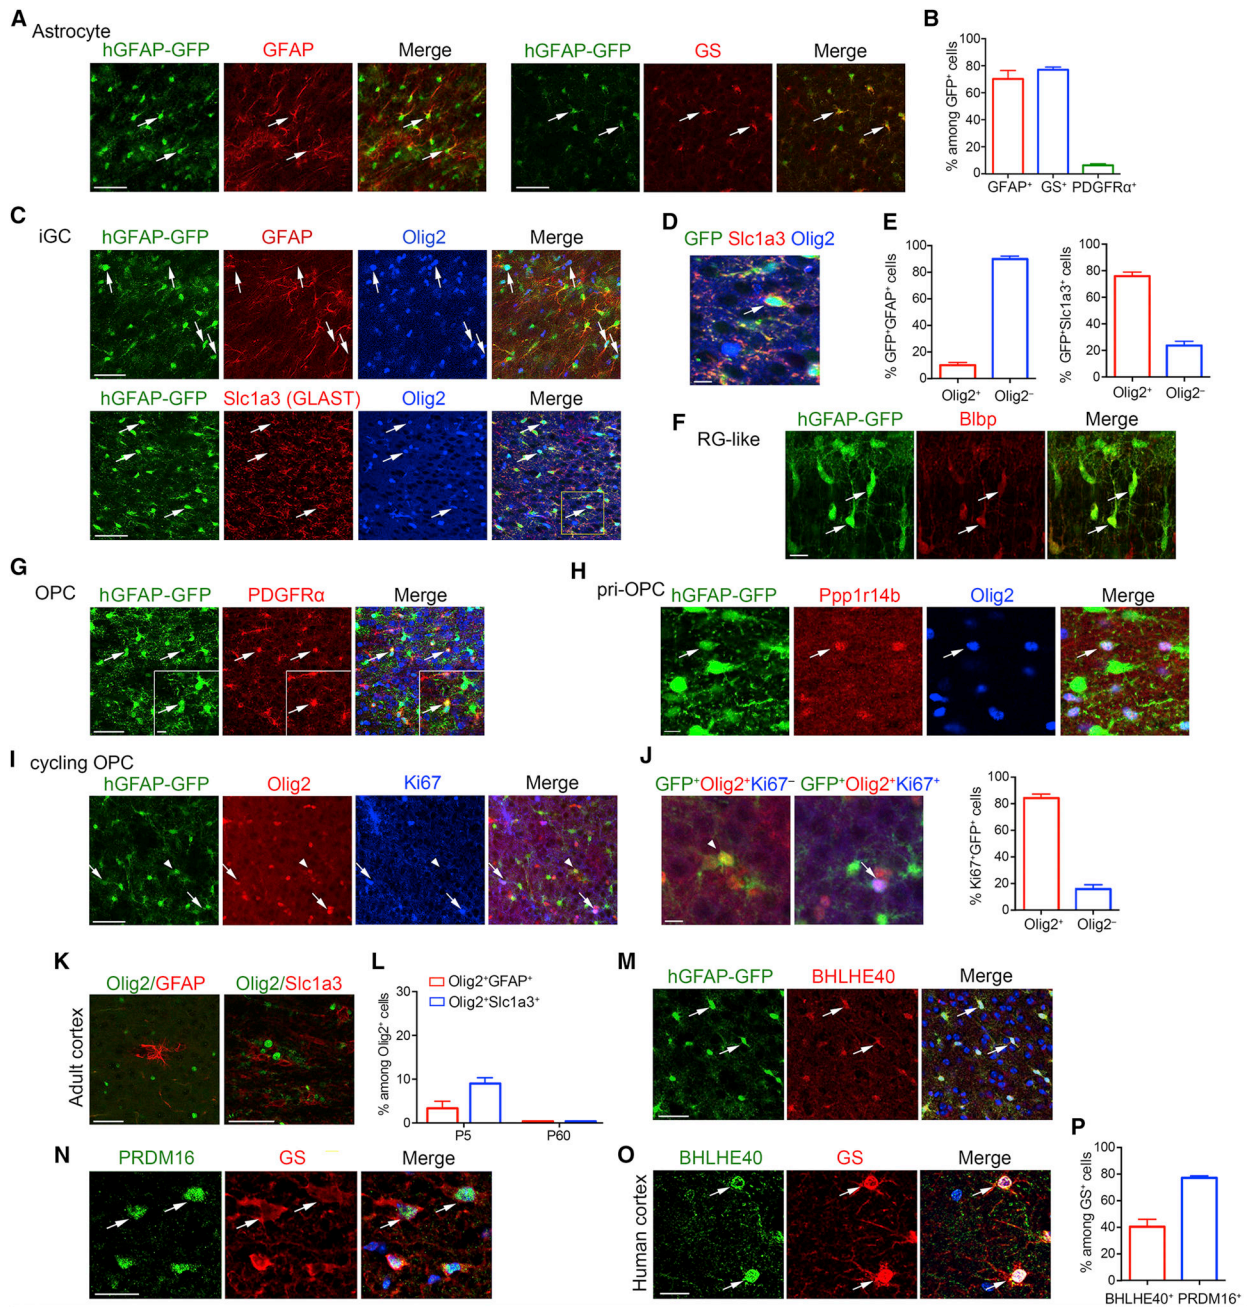 A
Astrocyte
hGFAP-GFP GFAP Merge
hGFAP-GFP GS Merge
B
% among GFP⁺ cells
100
80
60
40
20
0
GFAP⁺ GS⁺ PDGFRα⁺
C
iGC
hGFAP-GFP GFAP Olig2 Merge
hGFAP-GFP Slc1a3 (GLAST) Olig2 Merge
D
GFP Slc1a3 Olig2
E
% GFP⁺GFAP⁺ cells
100
80
60
40
20
0
Olig2⁺ Olig2⁻
% GFP⁺Slc1a3⁺ cells
100
80
60
40
20
0
Olig2⁺ Olig2⁻
F
RG-like
hGFAP-GFP Blbp Merge
G
OPC
hGFAP-GFP PDGFRα Merge
H
pri-OPC
hGFAP-GFP Ppp1r14b Olig2 Merge
I
cycling OPC
hGFAP-GFP Olig2 Ki67 Merge
J
GFP⁺Olig2⁺Ki67⁻ GFP⁺Olig2⁺Ki67⁺
% Ki67⁺GFP⁺ cells
100
80
60
40
20
0
Olig2⁺ Olig2⁻
K
Adult cortex
Olig2/GFAP Olig2/Slc1a3
L
Olig2⁺GFAP⁺
Olig2⁺Slc1a3⁺
% among Olig2⁺ cells
30
20
10
0
P5 P60
M
hGFAP-GFP BHLHE40 Merge
N
PRDM16 GS Merge
O
Human cortex
BHLHE40 GS Merge
P
% among GS⁺ cells
100
80
60
40
20
0
BHLHE40⁺ PRDM16⁺